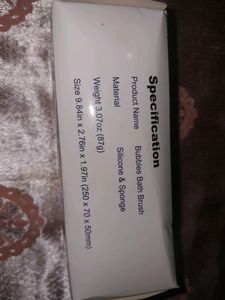 Specification
Product Name Bubbles Bath Brush
Material Silicone & Sponge
Weight 3.07oz (87g)
Size 9.84in x 2.76in x 1.97in (250 x 70 x 50mm)